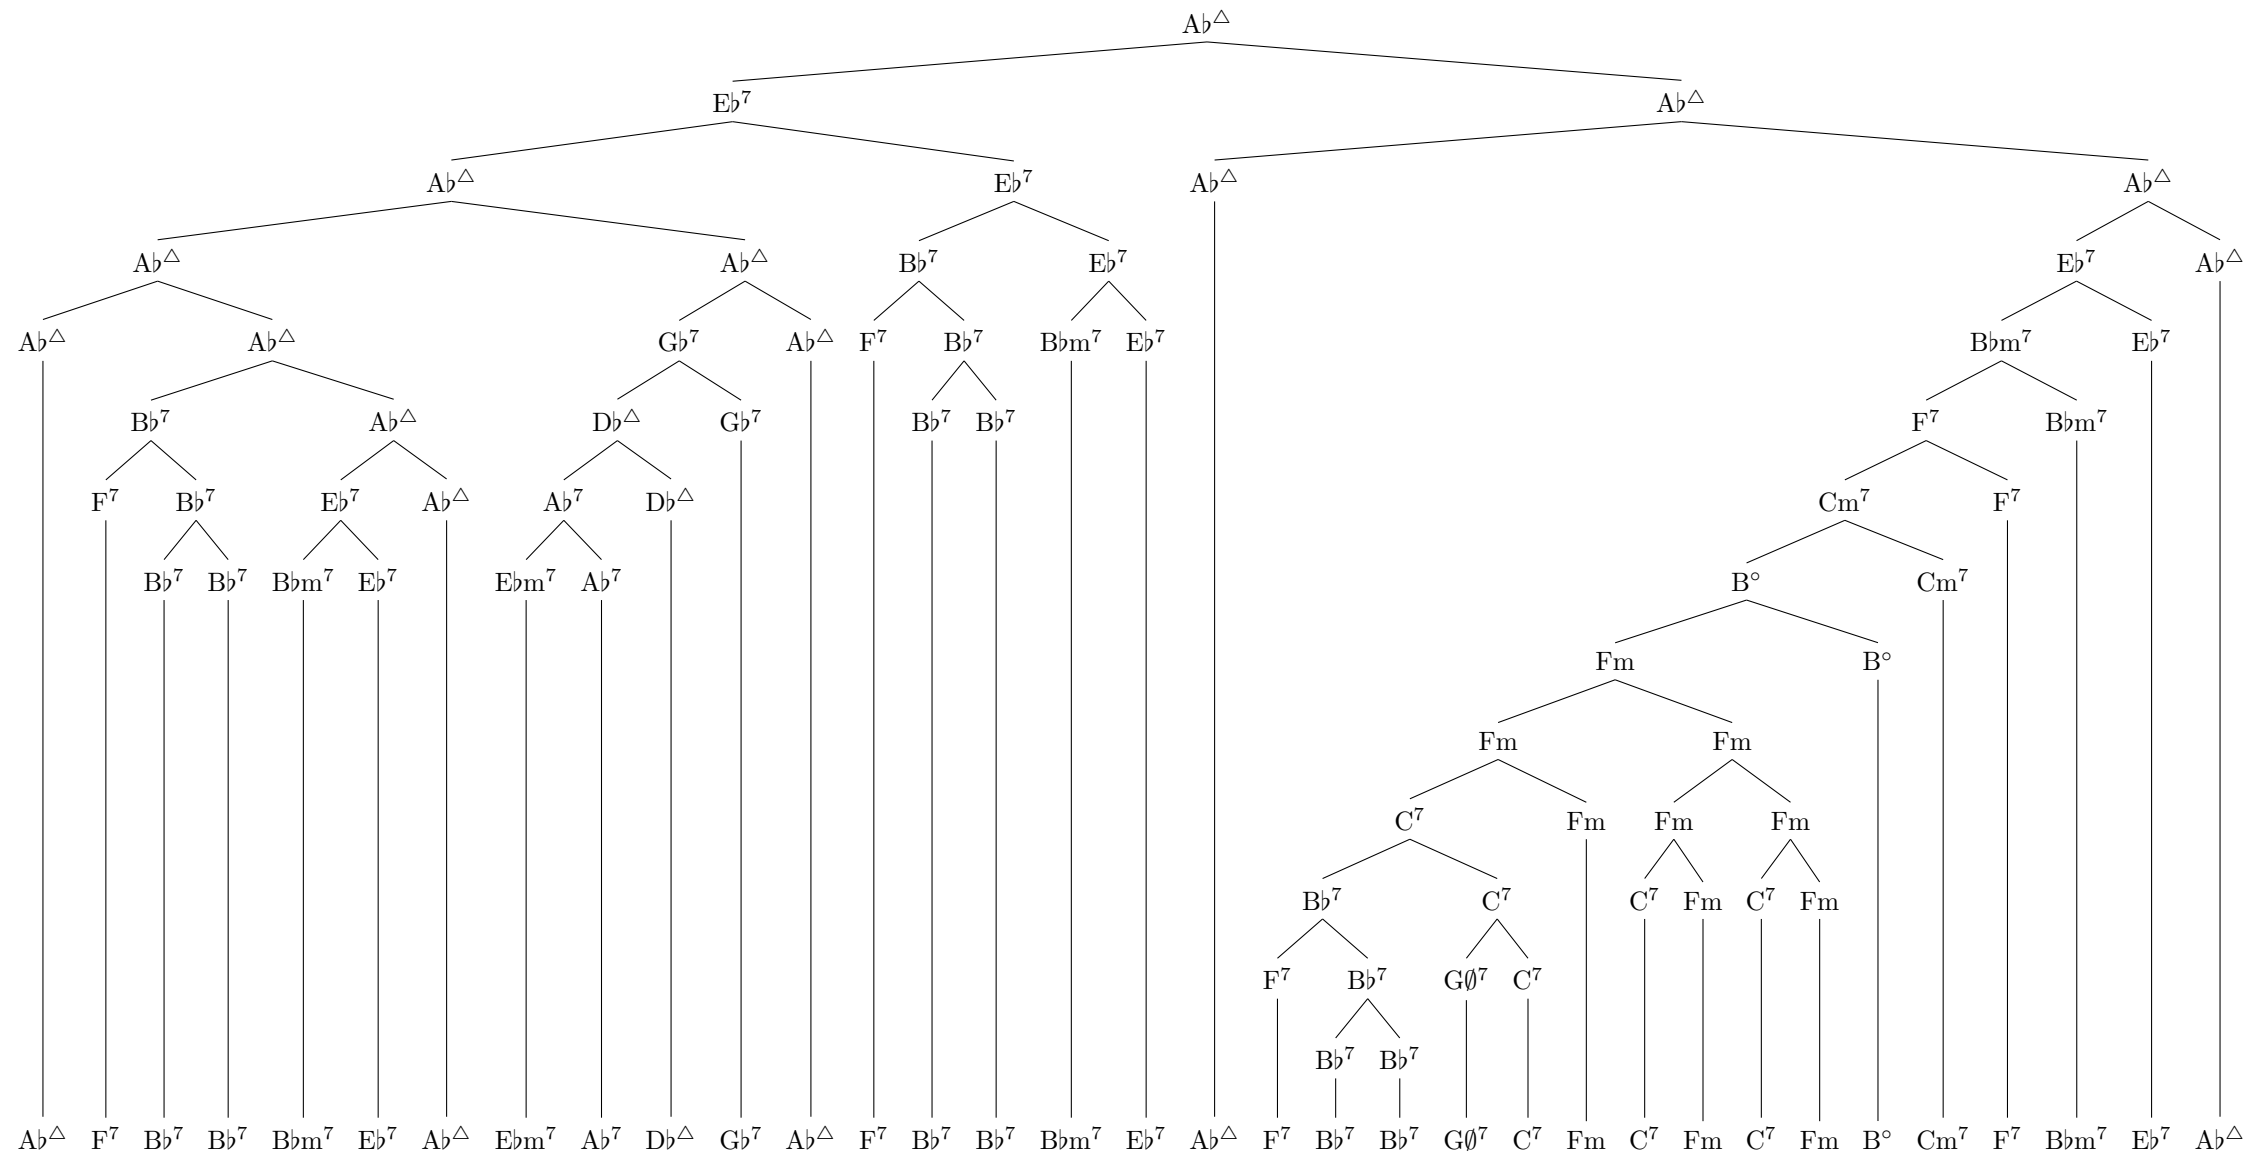 A♭△
E♭⁷ A♭△
A♭△ E♭⁷ A♭△ A♭△
A♭△ A♭△ B♭⁷ E♭⁷ E♭⁷ A♭△
A♭△ A♭△ G♭⁷ A♭△ F⁷ B♭⁷ B♭m⁷ E♭⁷ B♭m⁷ E♭⁷
B♭⁷ A♭△ D♭△ G♭⁷ B♭⁷ B♭⁷ F⁷ B♭m⁷
F⁷ B♭⁷ E♭⁷ A♭△ A♭⁷ D♭△ Cm⁷ F⁷
B♭⁷ B♭⁷ B♭m⁷ E♭⁷ E♭m⁷ A♭⁷ B° Cm⁷
Fm B°
Fm Fm
C⁷ Fm Fm Fm
B♭⁷ C⁷ C⁷ Fm C⁷ Fm
F⁷ B♭⁷ G∅⁷ C⁷
B♭⁷ B♭⁷
A♭△ F⁷ B♭⁷ B♭⁷ B♭m⁷ E♭⁷ A♭△ E♭m⁷ A♭⁷ D♭△ G♭⁷ A♭△ F⁷ B♭⁷ B♭⁷ B♭m⁷ E♭⁷ A♭△ F⁷ B♭⁷ B♭⁷ G∅⁷ C⁷ Fm C⁷ Fm C⁷ Fm B° Cm⁷ F⁷ B♭m⁷ E♭⁷ A♭△